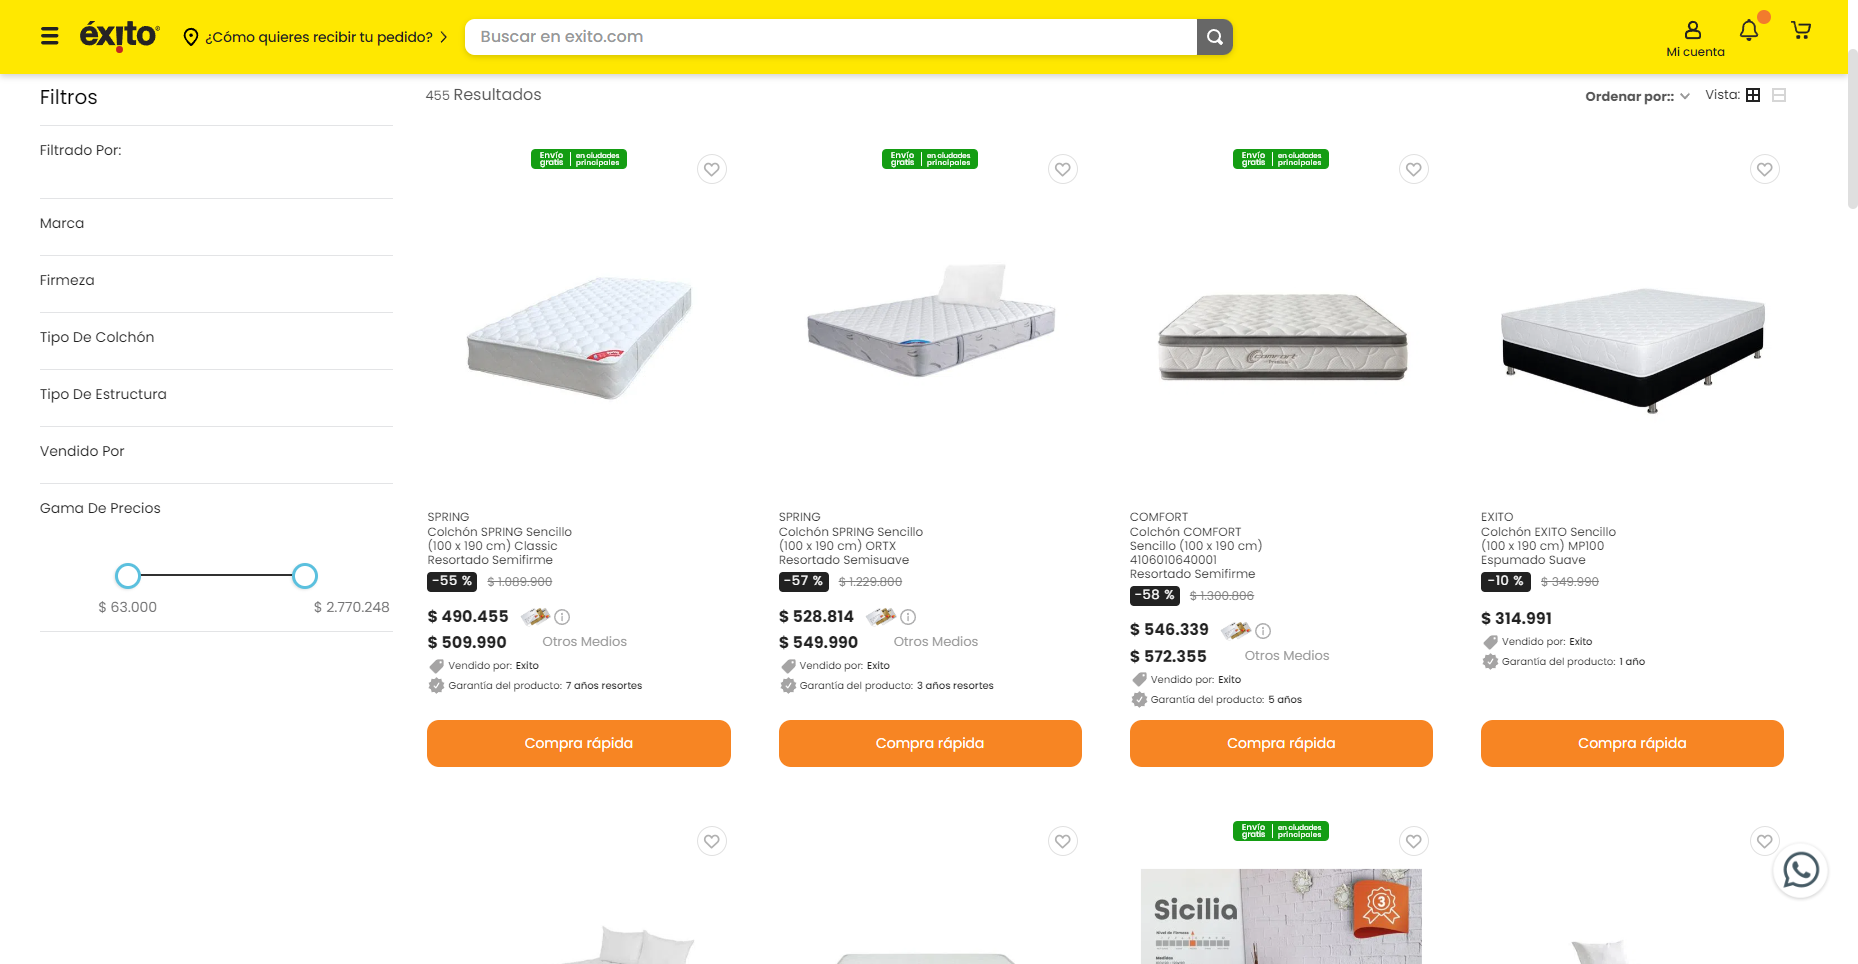 éxito
¿Cómo quieres recibir tu pedido?
Buscar en exito.com
Mi cuenta
Filtros
455 Resultados
Ordenar por::
Vista:
Filtrado Por:
Marca
Firmeza
Tipo De Colchón
Tipo De Estructura
Vendido Por
Gama De Precios
$ 63.000
$ 2.770.248
Envío gratis | en ciudades principales
SPRING
Colchón SPRING Sencillo
(100 x 190 cm) Classic
Resortado Semifirme
-55 % $ 1.089.900
$ 490.455
$ 509.990 Otros Medios
Vendido por: Exito
Garantía del producto: 7 años resortes
Compra rápida
Envío gratis | en ciudades principales
SPRING
Colchón SPRING Sencillo
(100 x 190 cm) ORTX
Resortado Semisuave
-57 % $ 1.229.800
$ 528.814
$ 549.990 Otros Medios
Vendido por: Exito
Garantía del producto: 3 años resortes
Compra rápida
Envío gratis | en ciudades principales
Comfort
COMFORT
Colchón COMFORT
Sencillo (100 x 190 cm)
4106010640001
Resortado Semifirme
-58 % $ 1.300.806
$ 546.339
$ 572.355 Otros Medios
Vendido por: Exito
Garantía del producto: 5 años
Compra rápida
EXITO
Colchón EXITO Sencillo
(100 x 190 cm) MP100
Espumado Suave
-10 % $ 349.990
$ 314.991
Vendido por: Exito
Garantía del producto: 1 año
Compra rápida
Envío gratis | en ciudades principales
Sicilia
Nivel de Firmeza
Medidas
3